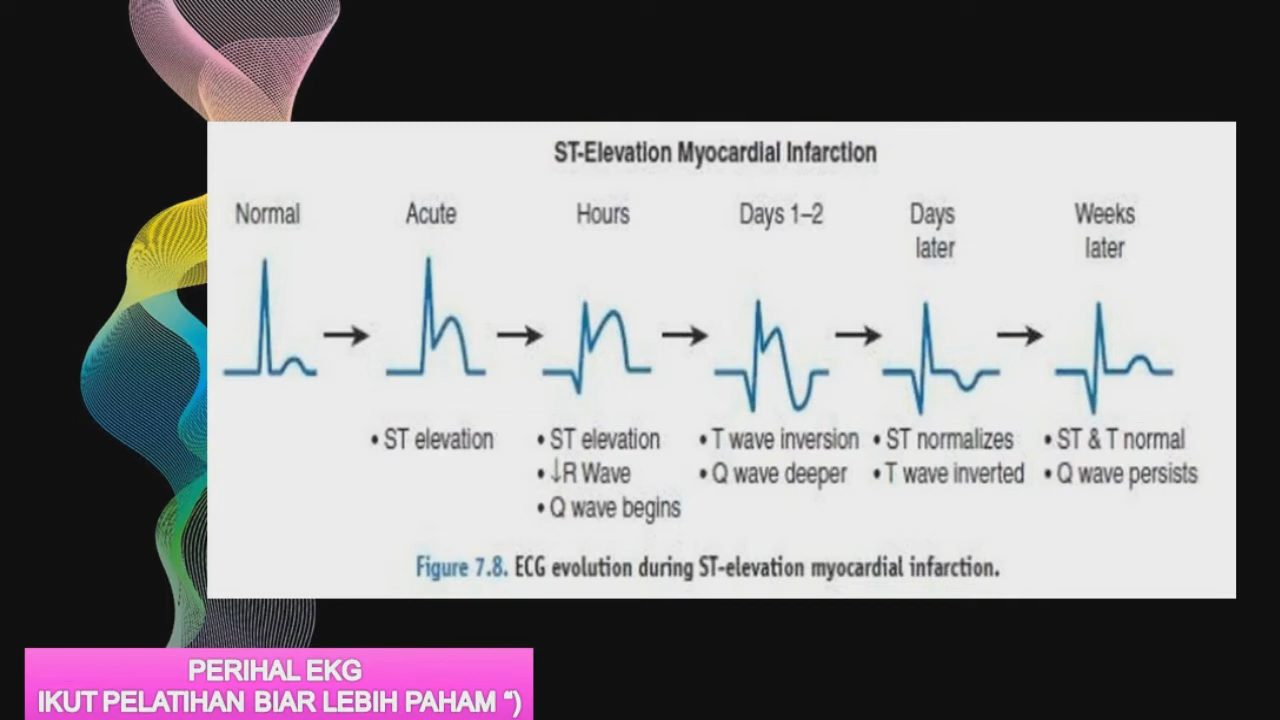 ST-Elevation Myocardial Infarction
Normal
Acute
Hours
Days 1–2
Days
later
Weeks
later
• ST elevation
• ST elevation
• ↓R Wave
• Q wave begins
• T wave inversion
• Q wave deeper
• ST normalizes
• T wave inverted
• ST & T normal
• Q wave persists
Figure 7.8. ECG evolution during ST-elevation myocardial infarction.
PERIHAL EKG
IKUT PELATIHAN BIAR LEBIH PAHAM “)